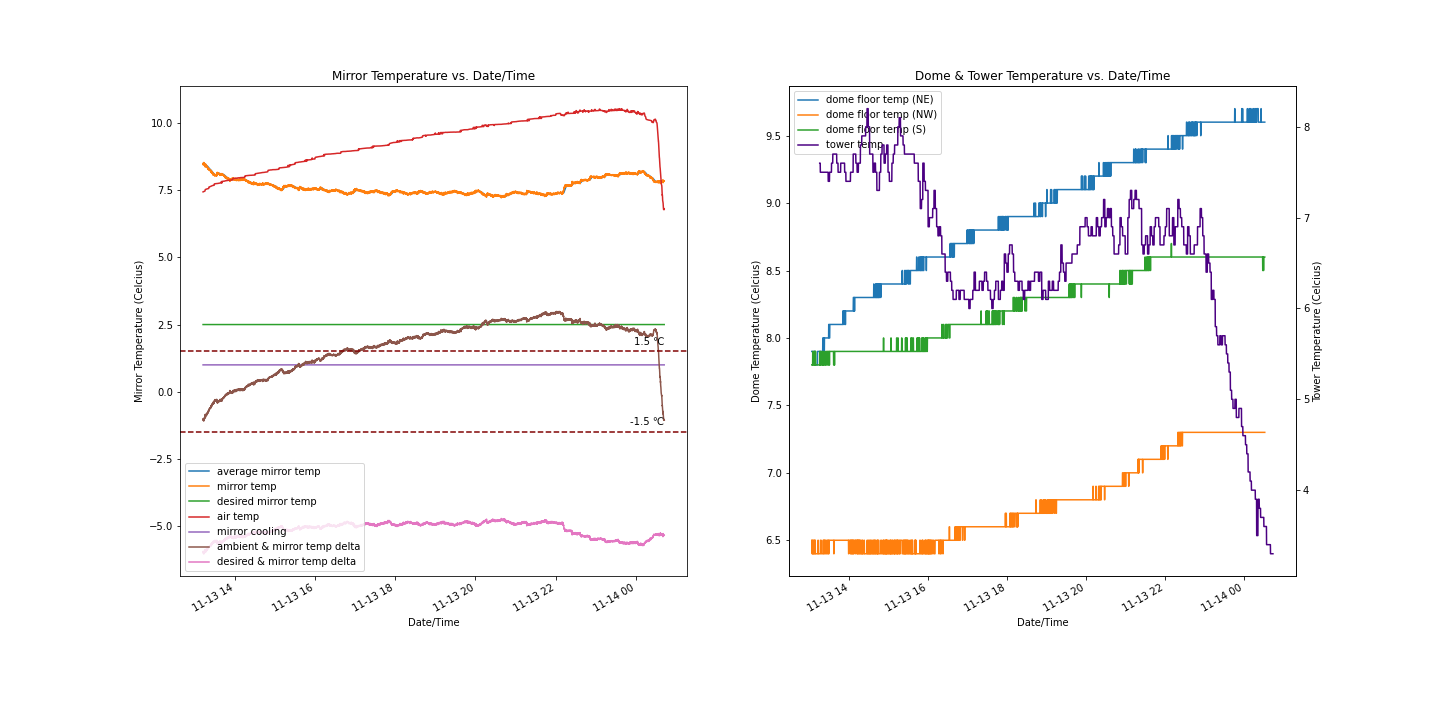 Mirror Temperature vs. Date/Time
Mirror Temperature (Celcius)
10.0
7.5
5.0
2.5
0.0
−2.5
−5.0
1.5 °C
-1.5 °C
average mirror temp
mirror temp
desired mirror temp
air temp
mirror cooling
ambient & mirror temp delta
desired & mirror temp delta
11-13 14
11-13 16
11-13 18
11-13 20
11-13 22
11-14 00
Date/Time
Dome & Tower Temperature vs. Date/Time
Dome Temperature (Celcius)
9.5
9.0
8.5
8.0
7.5
7.0
6.5
dome floor temp (NE)
dome floor temp (NW)
dome floor temp (S)
tower temp
8
7
6
5
4
Tower Temperature (Celcius)
11-13 14
11-13 16
11-13 18
11-13 20
11-13 22
11-14 00
Date/Time